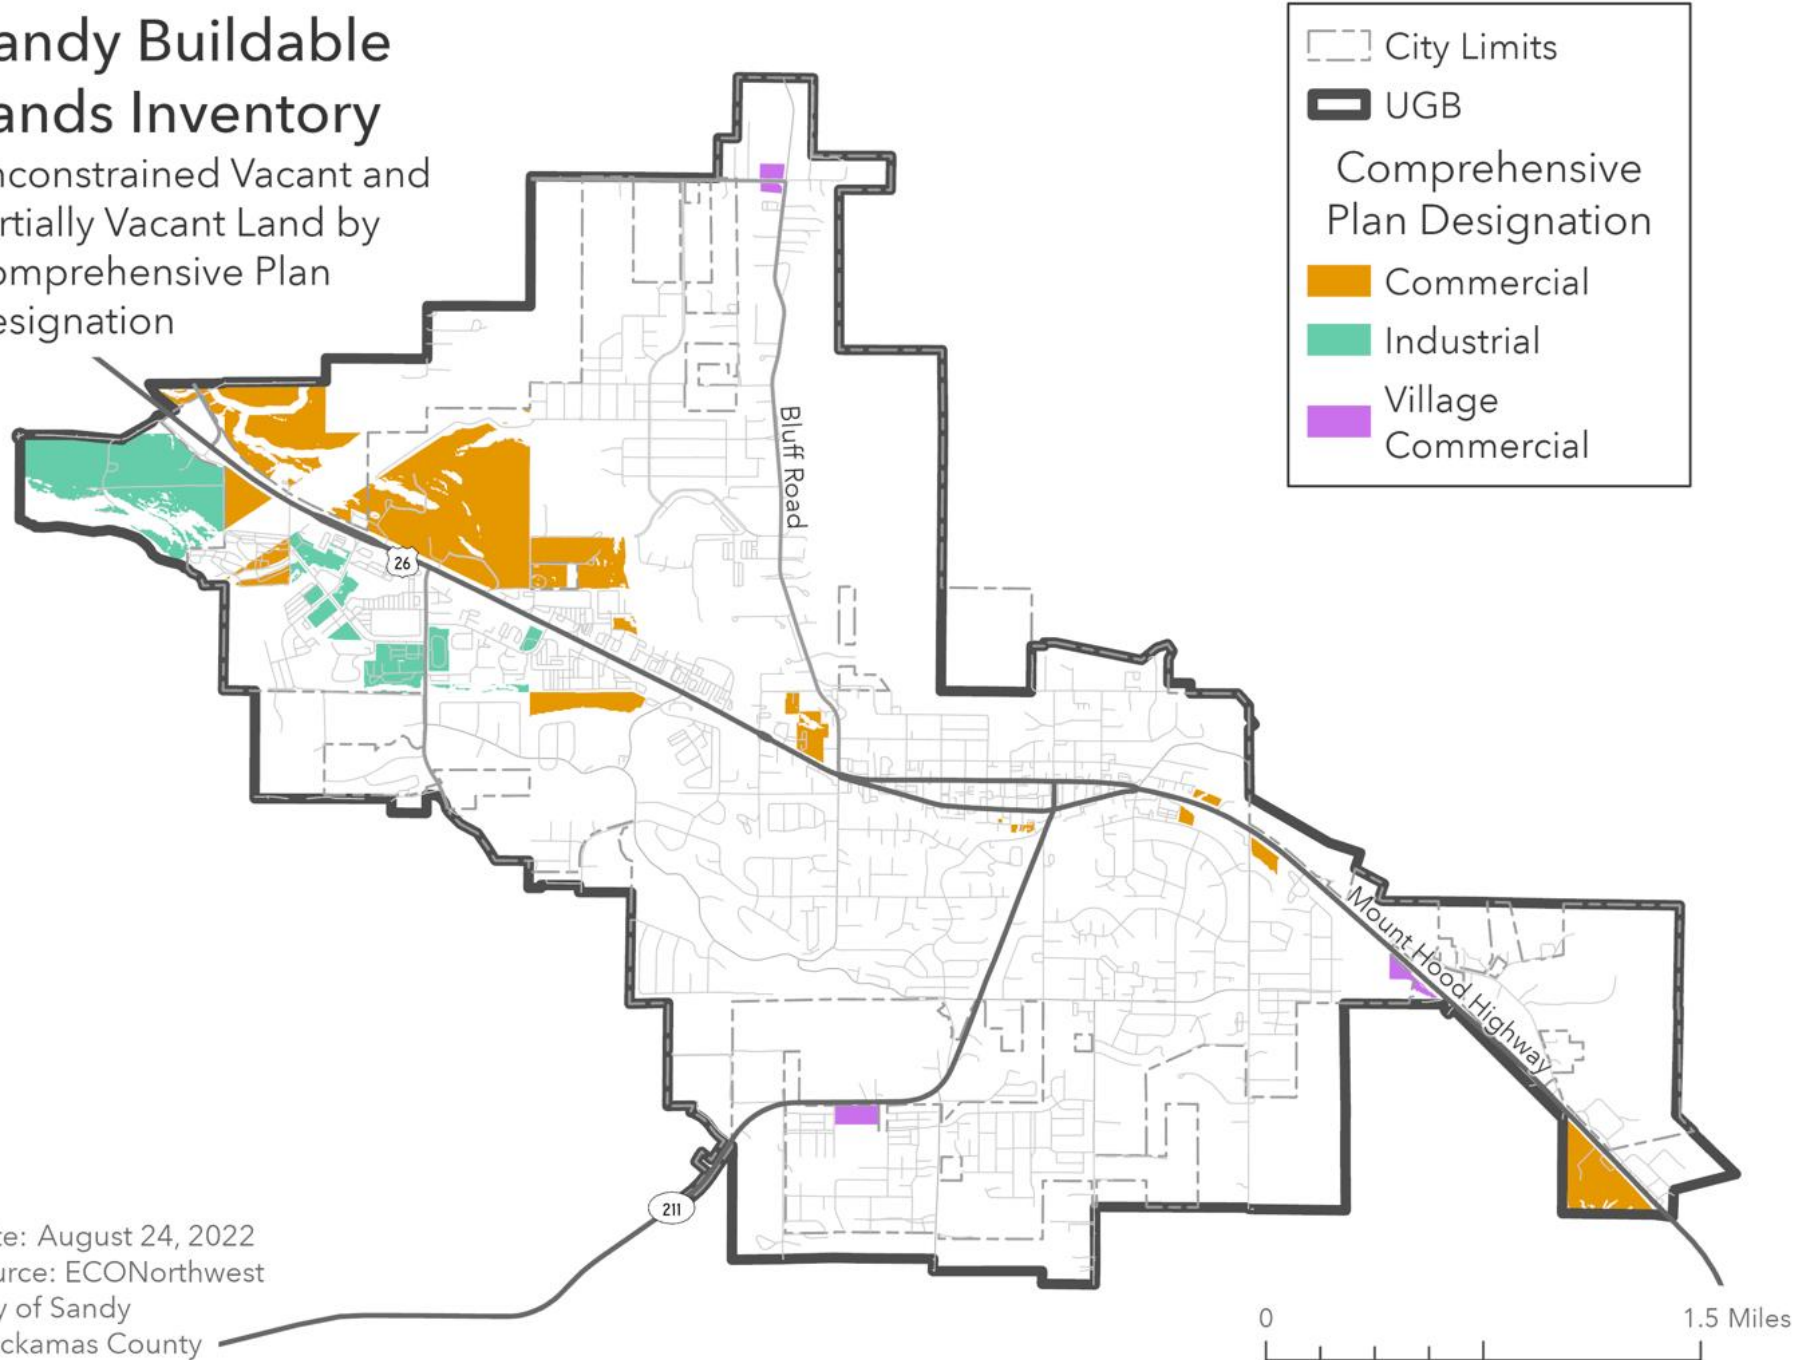 andy Buildable
ands Inventory
nconstrained Vacant and
rtially Vacant Land by
omprehensive Plan
esignation
City Limits
UGB
Comprehensive
Plan Designation
Commercial
Industrial
Village
Commercial
Bluff Road
26
Mount Hood Highway
211
te: August 24, 2022
urce: ECONorthwest
y of Sandy
ckamas County
0
1.5 Miles